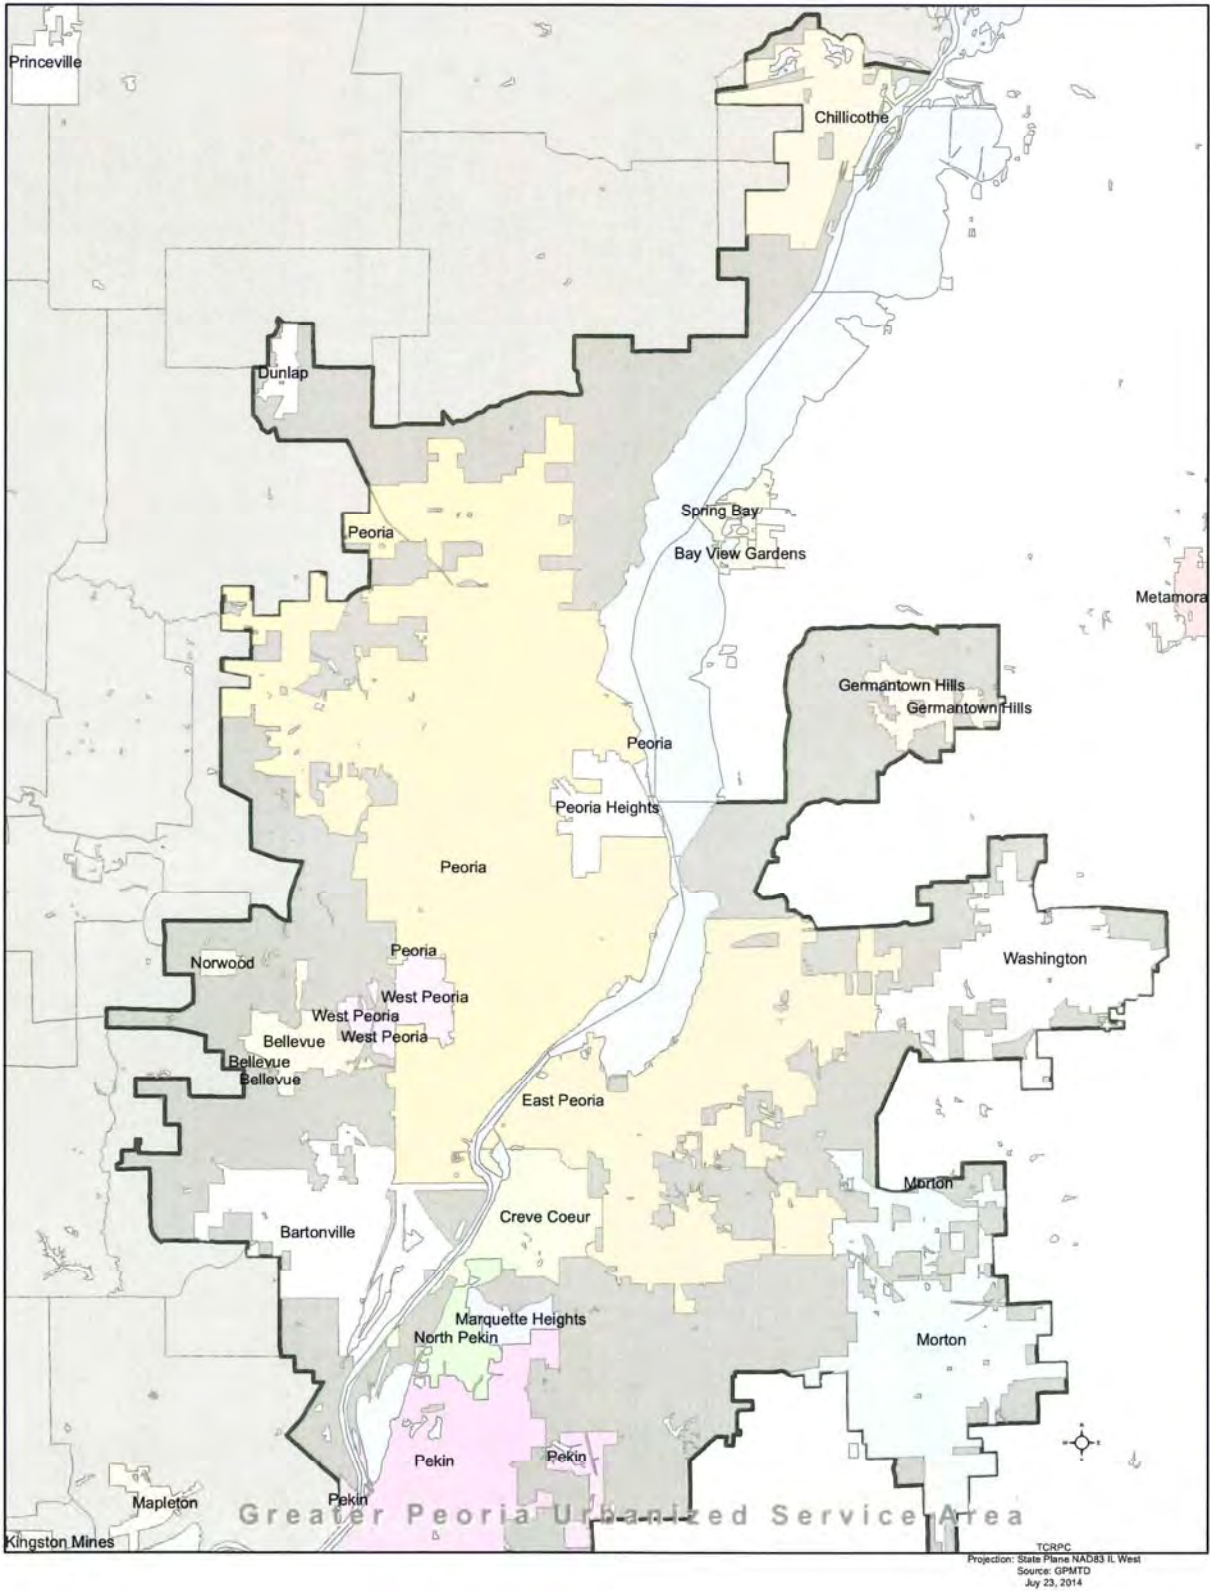 Princeville
Chillicothe
Dunlap
Spring Bay
Peoria
Bay View Gardens
Metamora
Germantown Hills
Germantown Hills
Peoria
Peoria Heights
Peoria
Peoria
Washington
Norwood
West Peoria
West Peoria
West Peoria
Bellevue
Bellevue
Bellevue
East Peoria
Morton
Creve Coeur
Bartonville
Marquette Heights
North Pekin
Morton
Pekin
Pekin
Pekin
Mapleton
Greater Peoria Urbanized Service Area
Kingston Mines
TCRPC
Projection: State Plane NAD83 IL West
Source: GPMTD
Juy 23, 2014